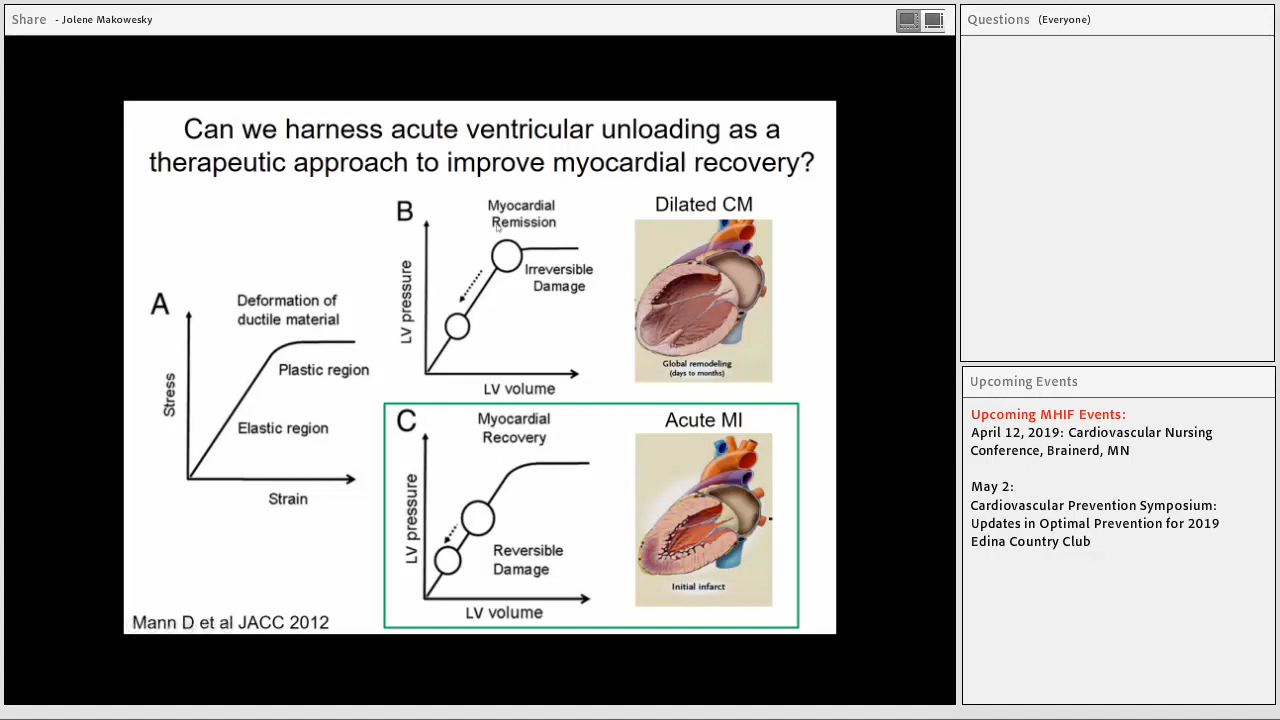 Share - Jolene Makowesky
Can we harness acute ventricular unloading as a
therapeutic approach to improve myocardial recovery?
A
Deformation of
ductile material
Plastic region
Elastic region
Stress
Strain
B
Myocardial
Remission
Irreversible
Damage
LV pressure
LV volume
Dilated CM
Global remodeling
(days to months)
C
Myocardial
Recovery
Reversible
Damage
LV pressure
LV volume
Acute MI
Initial infarct
Mann D et al JACC 2012
Questions (Everyone)
Upcoming Events
Upcoming MHIF Events:
April 12, 2019: Cardiovascular Nursing
Conference, Brainerd, MN
May 2:
Cardiovascular Prevention Symposium:
Updates in Optimal Prevention for 2019
Edina Country Club